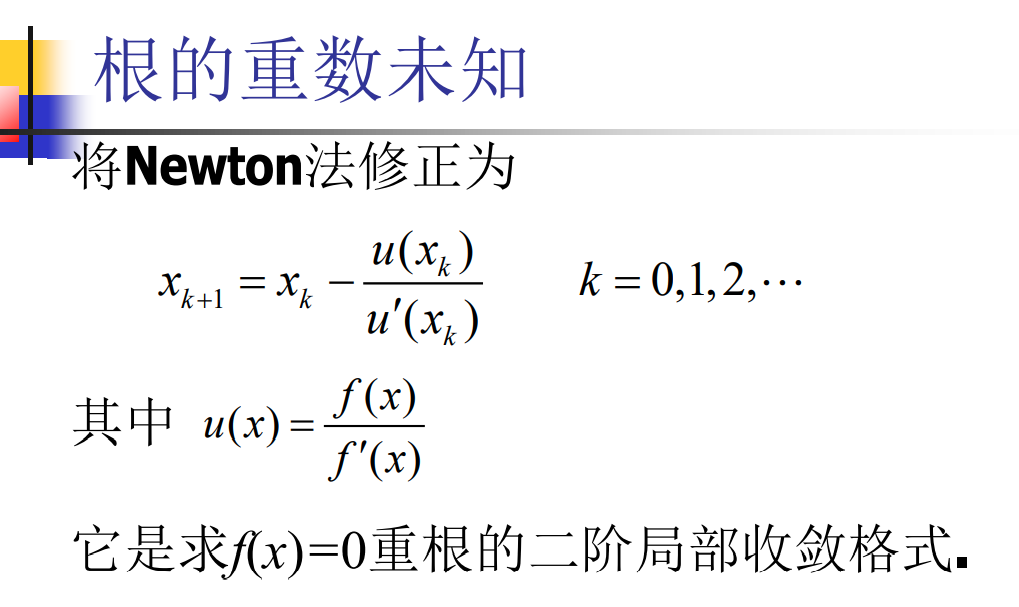 根的重数未知
将Newton法修正为
x_{k+1} = x_k − u(x_k) / u′(x_k)    k = 0,1,2,⋯
其中 u(x) = f(x) / f′(x)
它是求f(x)=0重根的二阶局部收敛格式.